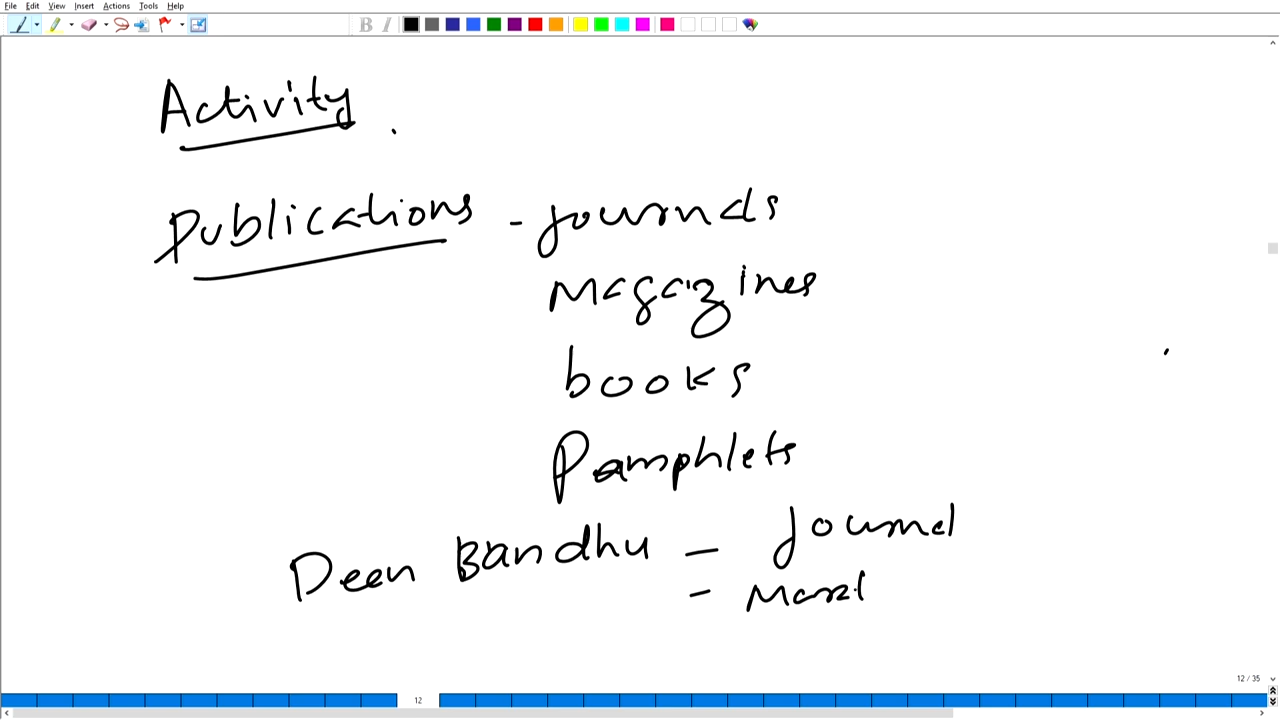 File Edit View Insert Actions Tools Help
B I
Activity
Publications - Journals
Magazines
books
Pamphlets
Deen Bandhu - Journal
-
12 / 35
12